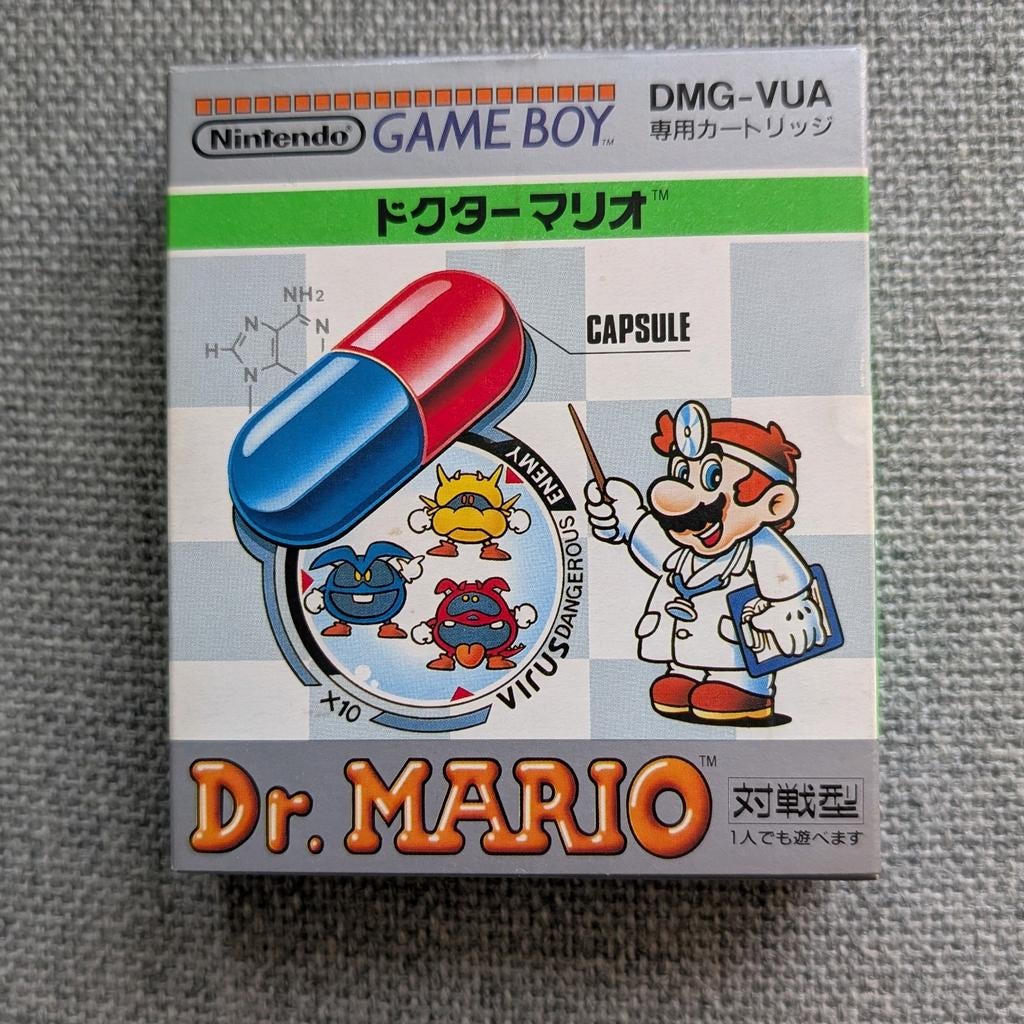 Nintendo® GAME BOY™
DMG-VUA
専用カートリッジ
ドクターマリオ™
NH2
N
N
H
N
CAPSULE
ENEMY
DANGEROUS
VIRUS
X10
Dr. MARIO™
対戦型
1人でも遊べます